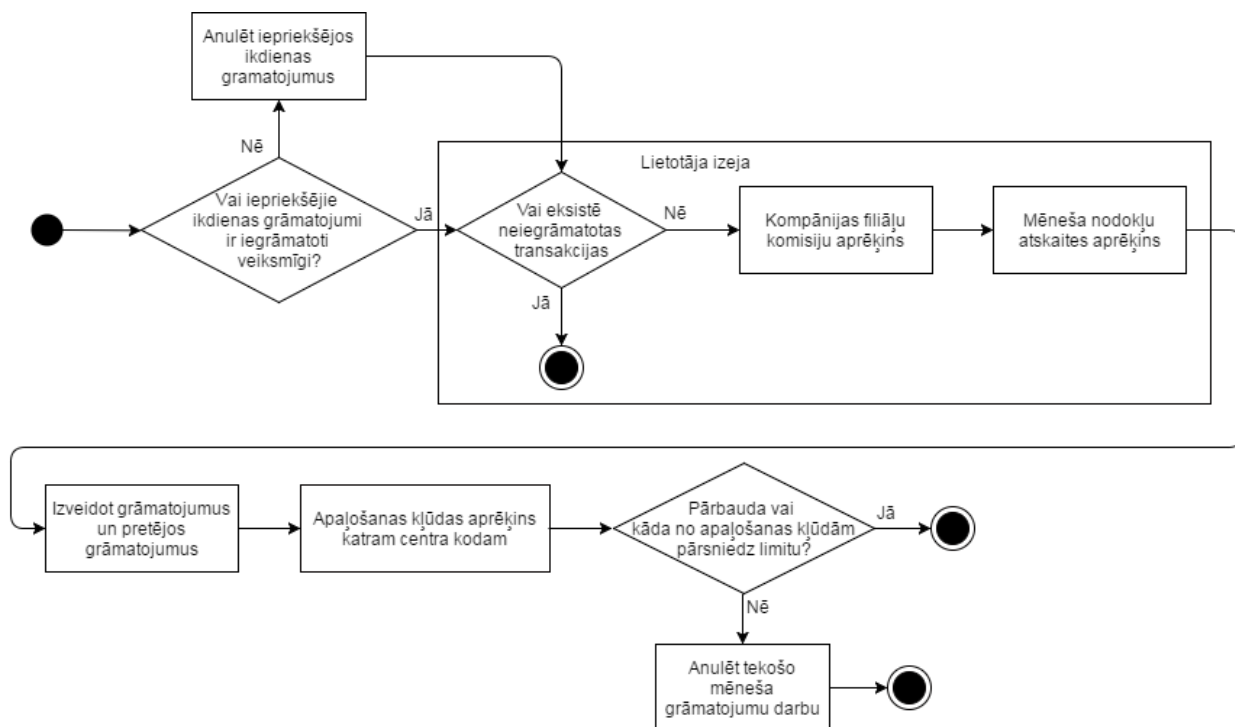 Anulēt iepriekšējos
ikdienas
gramatojumus
Nē
Vai iepriekšējie
ikdienas grāmatojumi
ir iegrāmatoti
veiksmīgi?
Jā
Lietotāja izeja
Vai eksistē
neiegrāmatotas
transakcijas
Nē
Jā
Kompānijas filiāļu
komisiju aprēķins
Mēneša nodokļu
atskaites aprēķins
Izveidot grāmatojumus
un pretējos
grāmatojumus
Apaļošanas kļūdas aprēķins
katram centra kodam
Pārbauda vai
kāda no apaļošanas kļūdām
pārsniedz limitu?
Jā
Nē
Anulēt tekošo
mēneša
grāmatojumu darbu